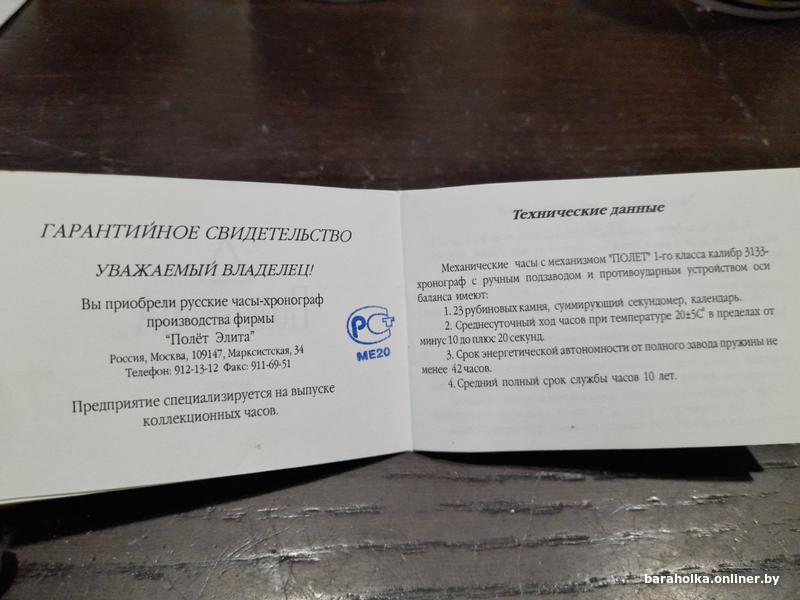 ГАРАНТИЙНОЕ СВИДЕТЕЛЬСТВО
УВАЖАЕМЫЙ ВЛАДЕЛЕЦ!
Вы приобрели русские часы-хронограф
производства фирмы
"Полёт Элита"
Россия, Москва, 109147, Марксистская, 34
Телефон: 912-13-12 Факс: 911-69-51
Предприятие специализируется на выпуске
коллекционных часов.
РСТ
МЕ20
Технические данные
Механические часы с механизмом "ПОЛЕТ" 1-го класса калибр 3133-
хронограф с ручным подзаводом и противоударным устройством оси
баланса имеют:
1. 23 рубиновых камня, суммирующий секундомер, календарь.
2. Среднесуточный ход часов при температуре 20±5С° в пределах от
минус 10 до плюс 20 секунд.
3. Срок энергетической автономности от полного завода пружины не
менее 42 часов.
4. Средний полный срок службы часов 10 лет.
baraholka.onliner.by